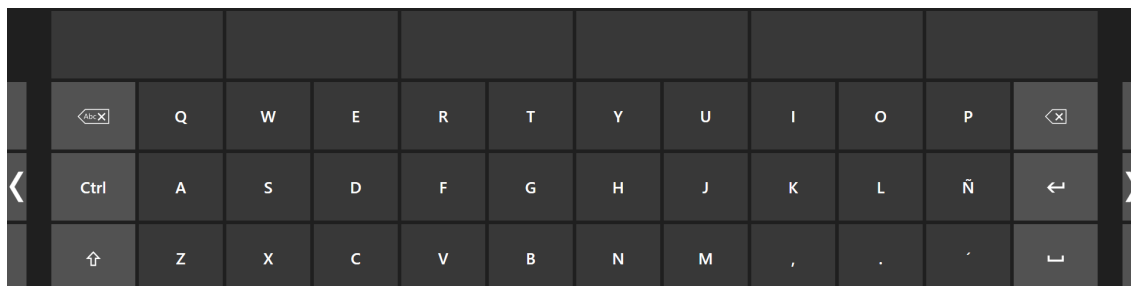 Abc Q W E R T Y U I O P
Ctrl A S D F G H J K L Ñ
Z X C V B N M , . ´